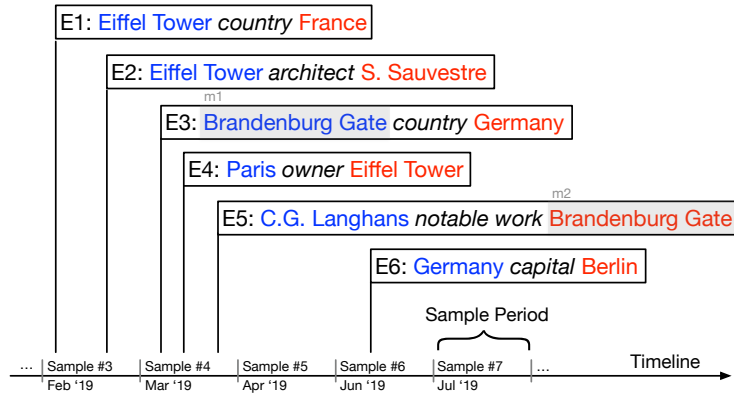 E1: Eiffel Tower country France
E2: Eiffel Tower architect S. Sauvestre
m1
E3: Brandenburg Gate country Germany
E4: Paris owner Eiffel Tower
m2
E5: C.G. Langhans notable work Brandenburg Gate
E6: Germany capital Berlin
Sample Period
... Sample #3 Sample #4 Sample #5 Sample #6 Sample #7 ... Timeline
Feb ‘19 Mar ‘19 Apr ‘19 Jun ‘19 Jul ‘19